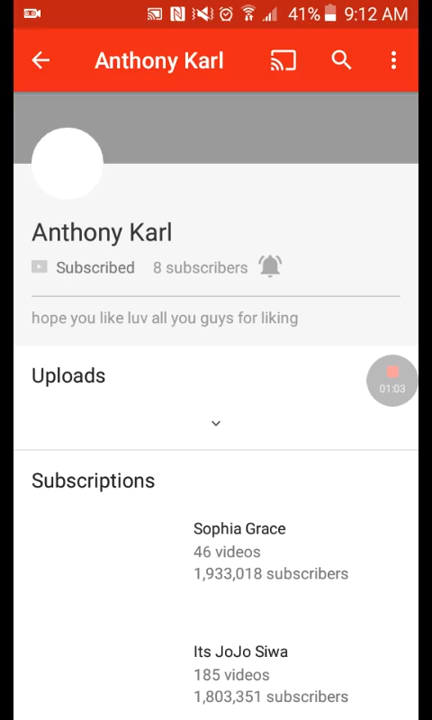 41% 9:12 AM
Anthony Karl
Anthony Karl
Subscribed 8 subscribers
hope you like luv all you guys for liking
Uploads
01:03
Subscriptions
Sophia Grace
46 videos
1,933,018 subscribers
Its JoJo Siwa
185 videos
1,803,351 subscribers